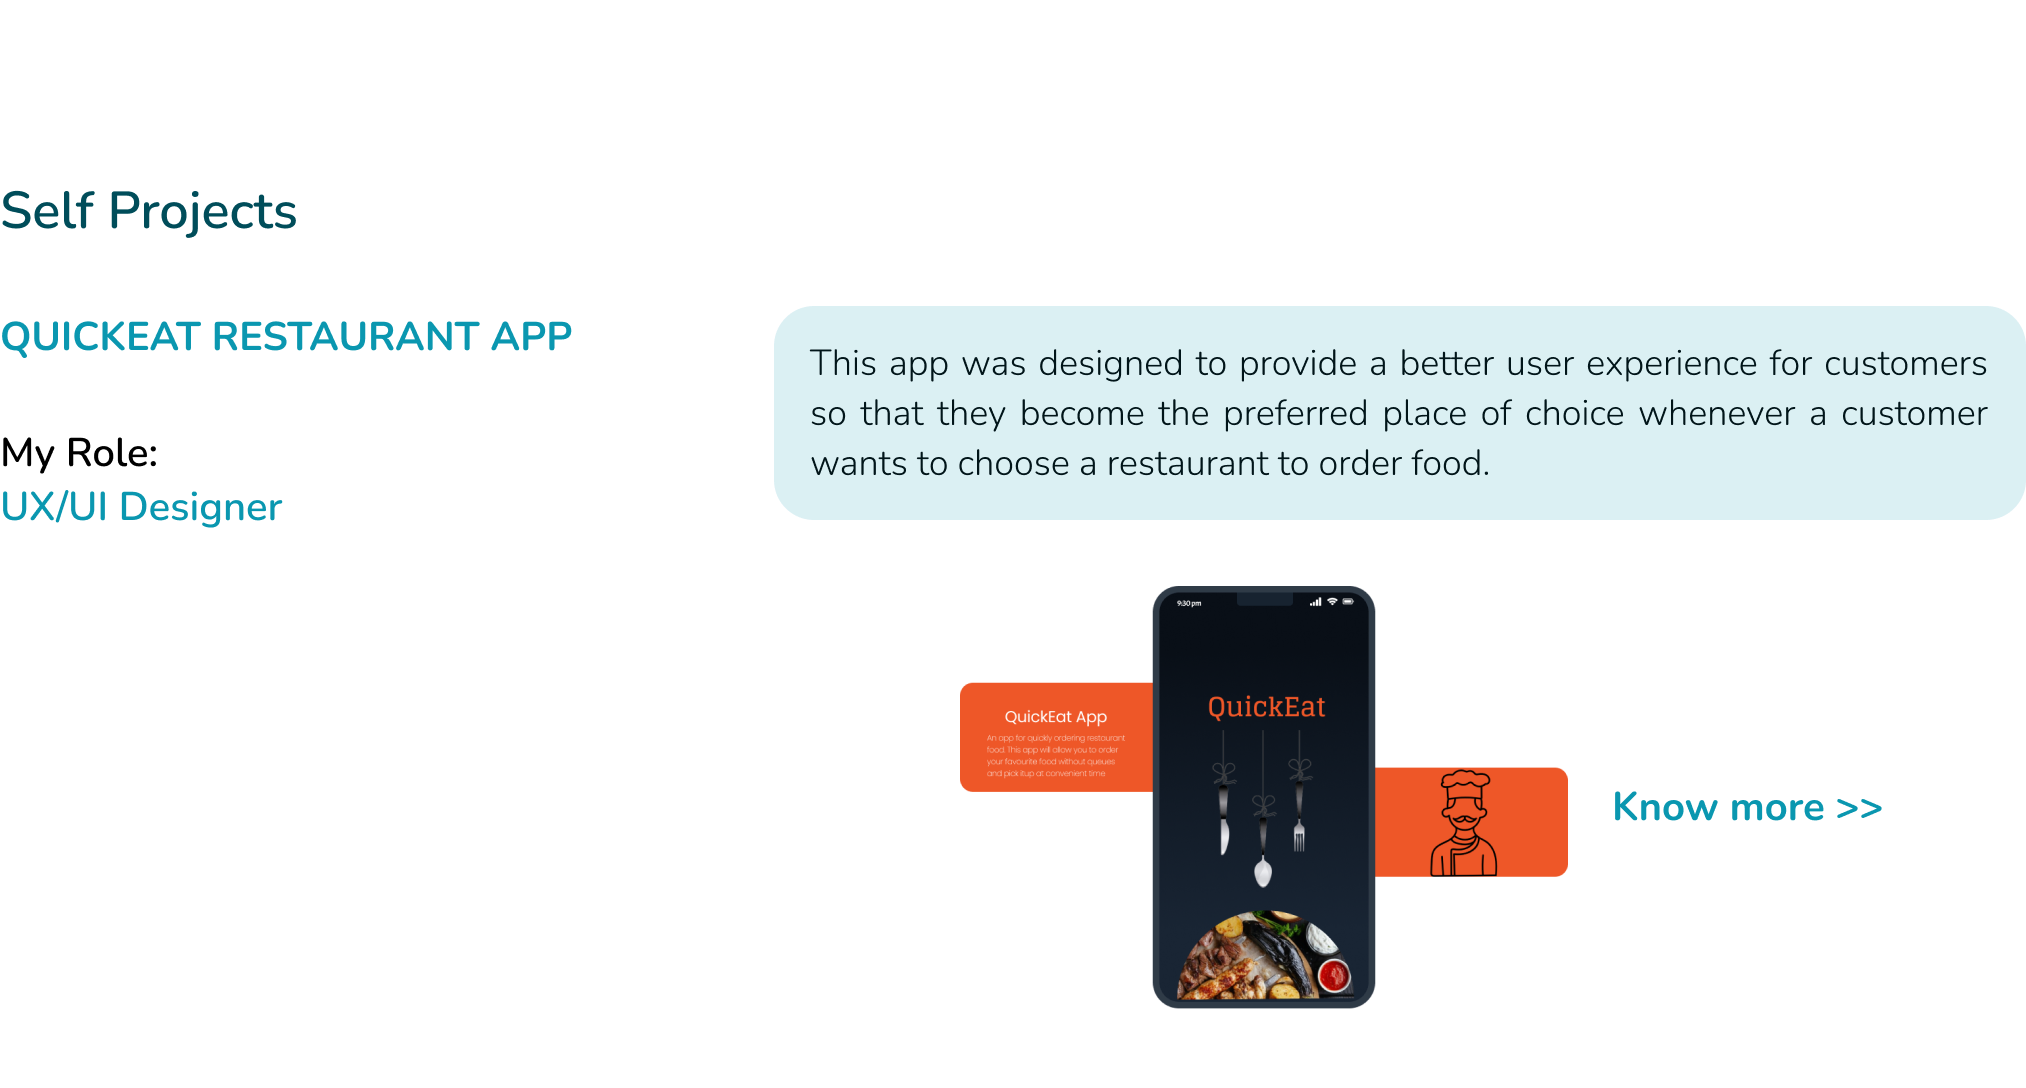 Self Projects
QUICKEAT RESTAURANT APP
My Role:
UX/UI Designer
This app was designed to provide a better user experience for customers
so that they become the preferred place of choice whenever a customer
wants to choose a restaurant to order food.
9:30 pm
QuickEat
QuickEat App
An app for quickly ordering restaurant
food. This app will allow you to order
your favourite food without queues
and pick itup at convenient time
Know more >>